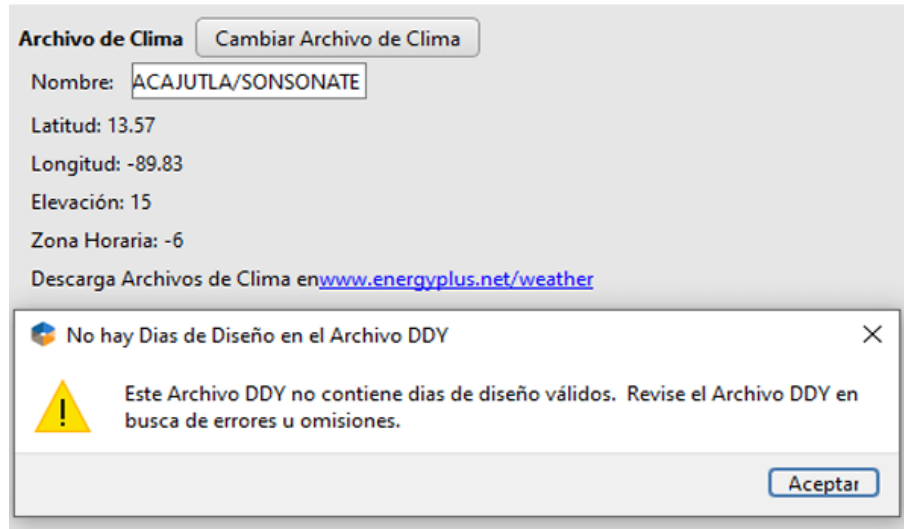 Archivo de Clima Cambiar Archivo de Clima
Nombre: ACAJUTLA/SONSONATE
Latitud: 13.57
Longitud: -89.83
Elevación: 15
Zona Horaria: -6
Descarga Archivos de Clima enwww.energyplus.net/weather
No hay Dias de Diseño en el Archivo DDY
Este Archivo DDY no contiene dias de diseño válidos. Revise el Archivo DDY en
busca de errores u omisiones.
Aceptar